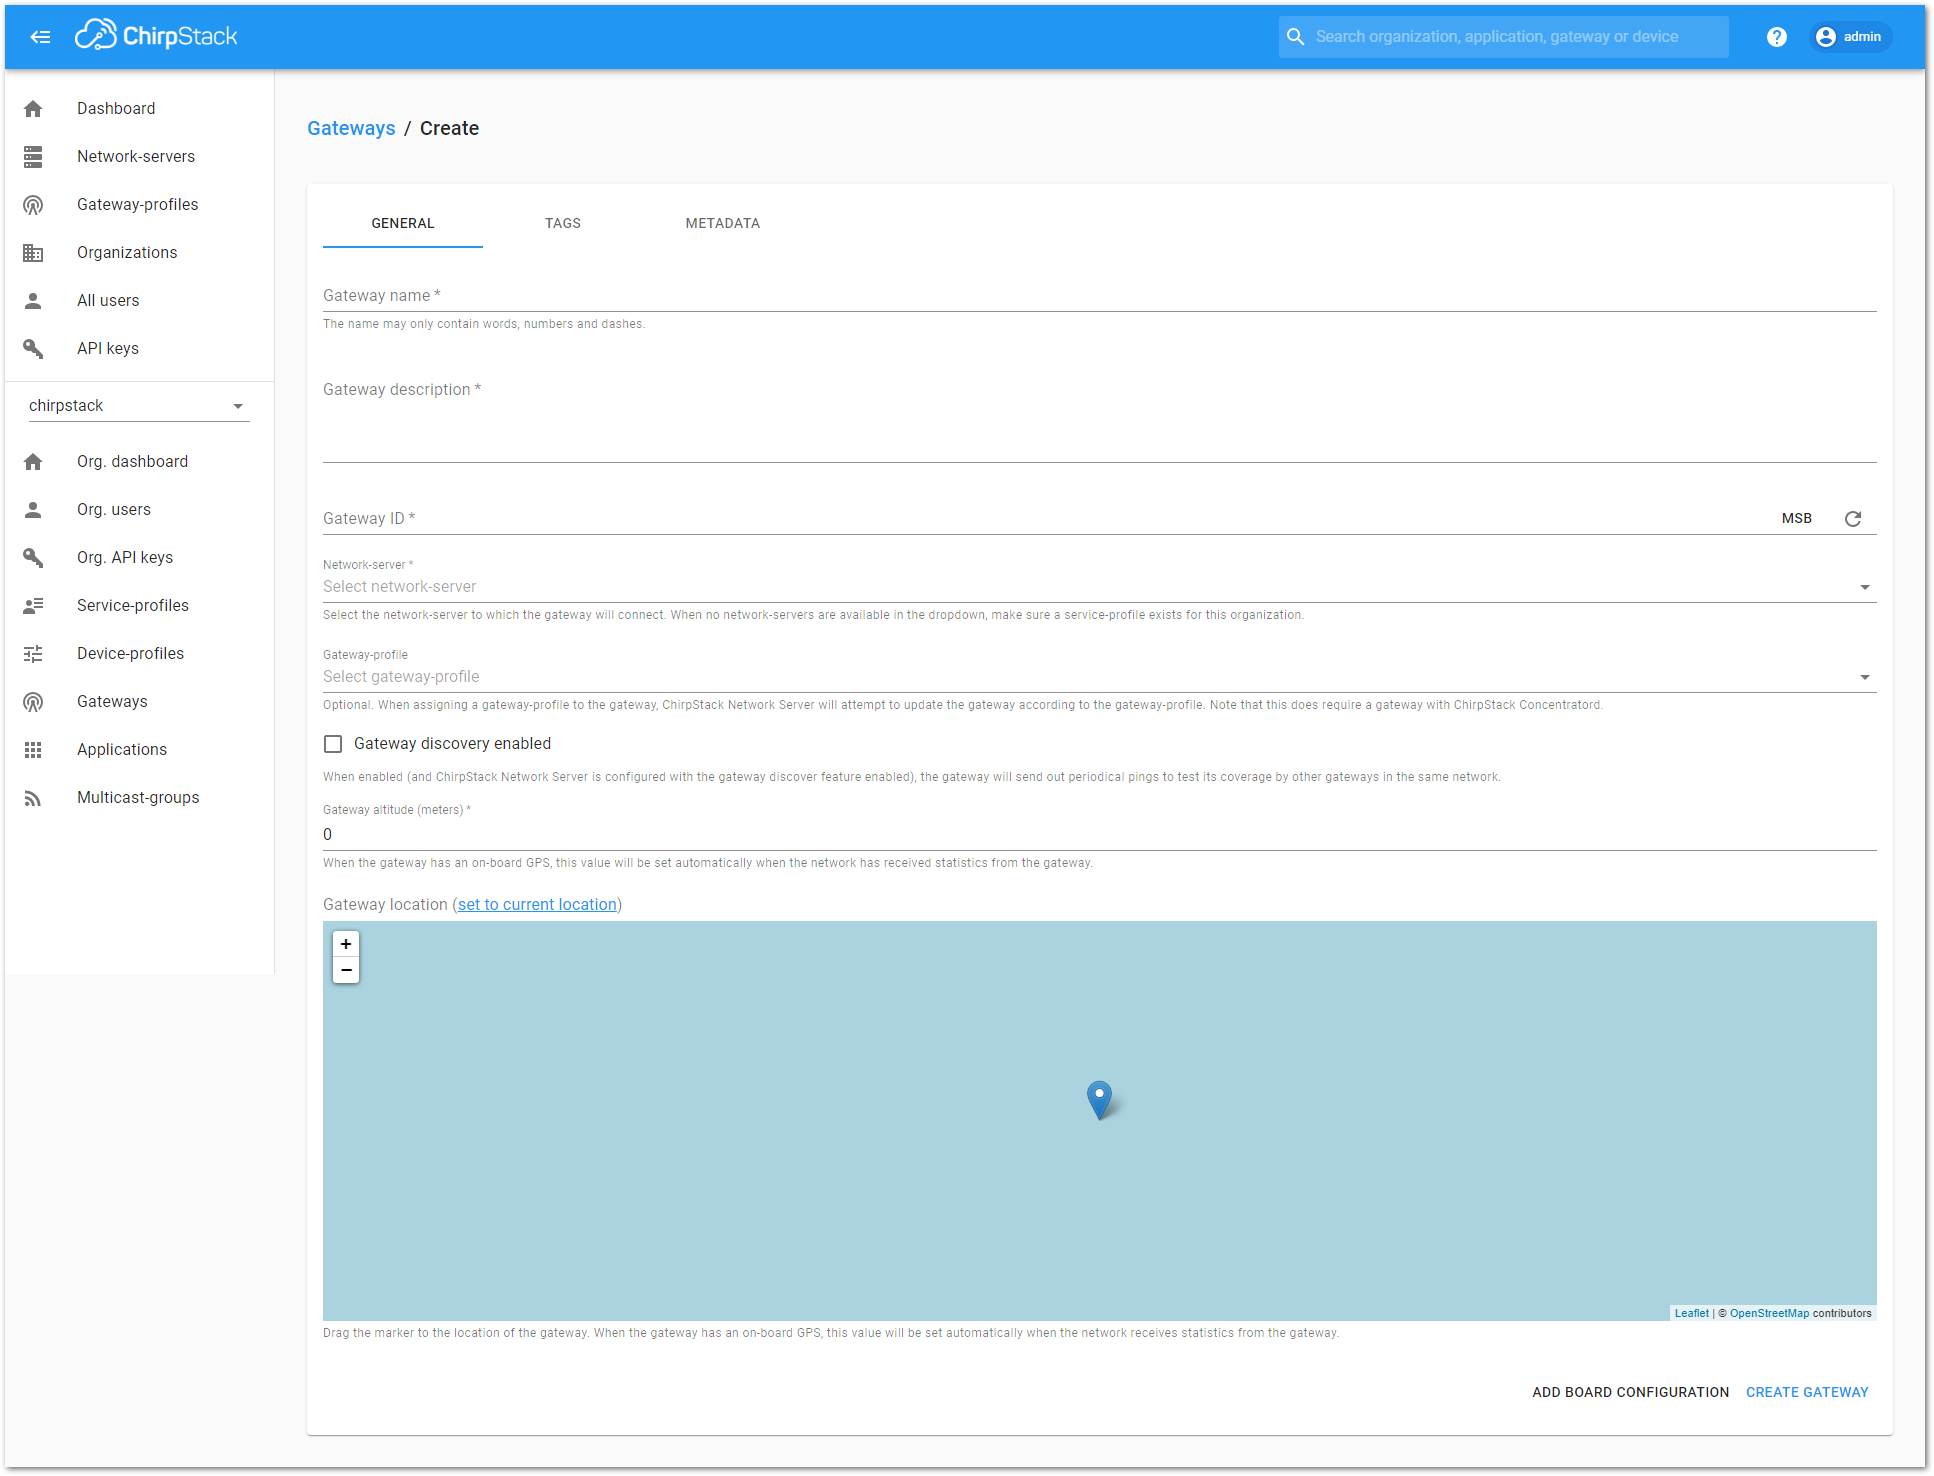 ChirpStack
Search organization, application, gateway or device
?
admin
Dashboard
Network-servers
Gateway-profiles
Organizations
All users
API keys
chirpstack
Org. dashboard
Org. users
Org. API keys
Service-profiles
Device-profiles
Gateways
Applications
Multicast-groups
Gateways / Create
GENERAL TAGS METADATA
Gateway name *
The name may only contain words, numbers and dashes.
Gateway description *
Gateway ID *
MSB
Network-server *
Select network-server
Select the network-server to which the gateway will connect. When no network-servers are available in the dropdown, make sure a service-profile exists for this organization.
Gateway-profile
Select gateway-profile
Optional. When assigning a gateway-profile to the gateway, ChirpStack Network Server will attempt to update the gateway according to the gateway-profile. Note that this does require a gateway with ChirpStack Concentratord.
Gateway discovery enabled
When enabled (and ChirpStack Network Server is configured with the gateway discover feature enabled), the gateway will send out periodical pings to test its coverage by other gateways in the same network.
Gateway altitude (meters) *
0
When the gateway has an on-board GPS, this value will be set automatically when the network has received statistics from the gateway.
Gateway location (set to current location)
+
−
Leaflet | © OpenStreetMap contributors
Drag the marker to the location of the gateway. When the gateway has an on-board GPS, this value will be set automatically when the network receives statistics from the gateway.
ADD BOARD CONFIGURATION CREATE GATEWAY